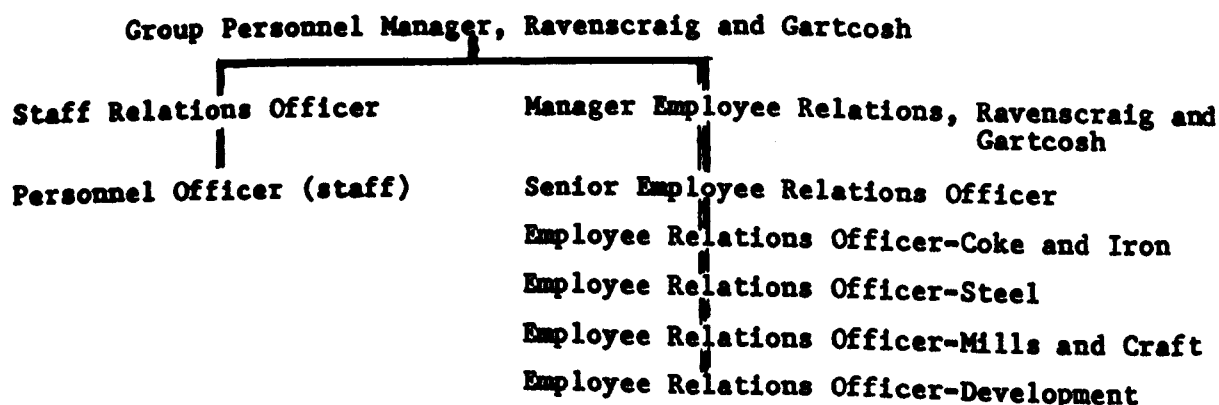 Group Personnel Manager, Ravenscraig and Gartcosh
Staff Relations Officer
Manager Employee Relations, Ravenscraig and
Gartcosh
Personnel Officer (staff)
Senior Employee Relations Officer
Employee Relations Officer-Coke and Iron
Employee Relations Officer-Steel
Employee Relations Officer-Mills and Craft
Employee Relations Officer-Development